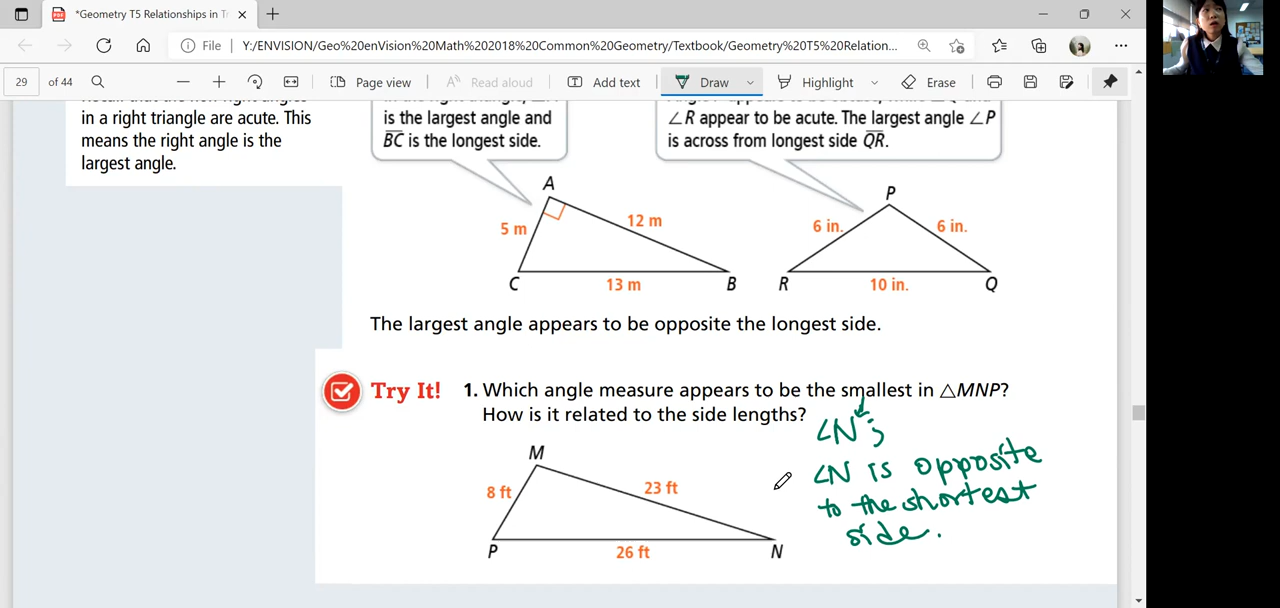 *Geometry T5 Relationships in Tr
File
Y:/ENVISION/Geo%20enVision%20Math%202018%20Common%20Geometry/Textbook/Geometry%20T5%20Relation...
29 of 44
Page view
Read aloud
Add text
Draw
Highlight
Erase
in a right triangle are acute. This
means the right angle is the
largest angle.
is the largest angle and
BC is the longest side.
∠R appear to be acute. The largest angle ∠P
is across from longest side QR.
A
5 m
12 m
C
13 m
B
P
6 in.
6 in.
R
10 in.
Q
The largest angle appears to be opposite the longest side.
Try It!
1. Which angle measure appears to be the smallest in △MNP?
How is it related to the side lengths?
M
8 ft
23 ft
P
26 ft
N
∠N ;
∠N is opposite
to the shortest
side.